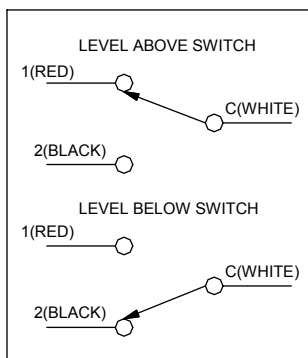 LEVEL ABOVE SWITCH
1(RED)
C(WHITE)
2(BLACK)
LEVEL BELOW SWITCH
1(RED)
C(WHITE)
2(BLACK)